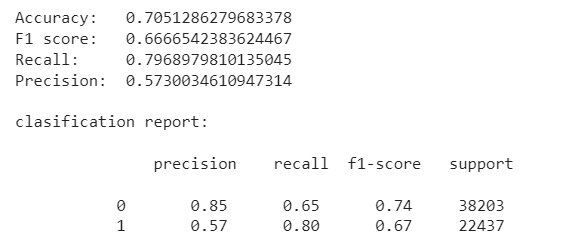 Accuracy: 0.7051286279683378
F1 score: 0.6666542383624467
Recall: 0.7968979810135045
Precision: 0.5730034610947314
clasification report:
precision recall f1-score support
0 0.85 0.65 0.74 38203
1 0.57 0.80 0.67 22437